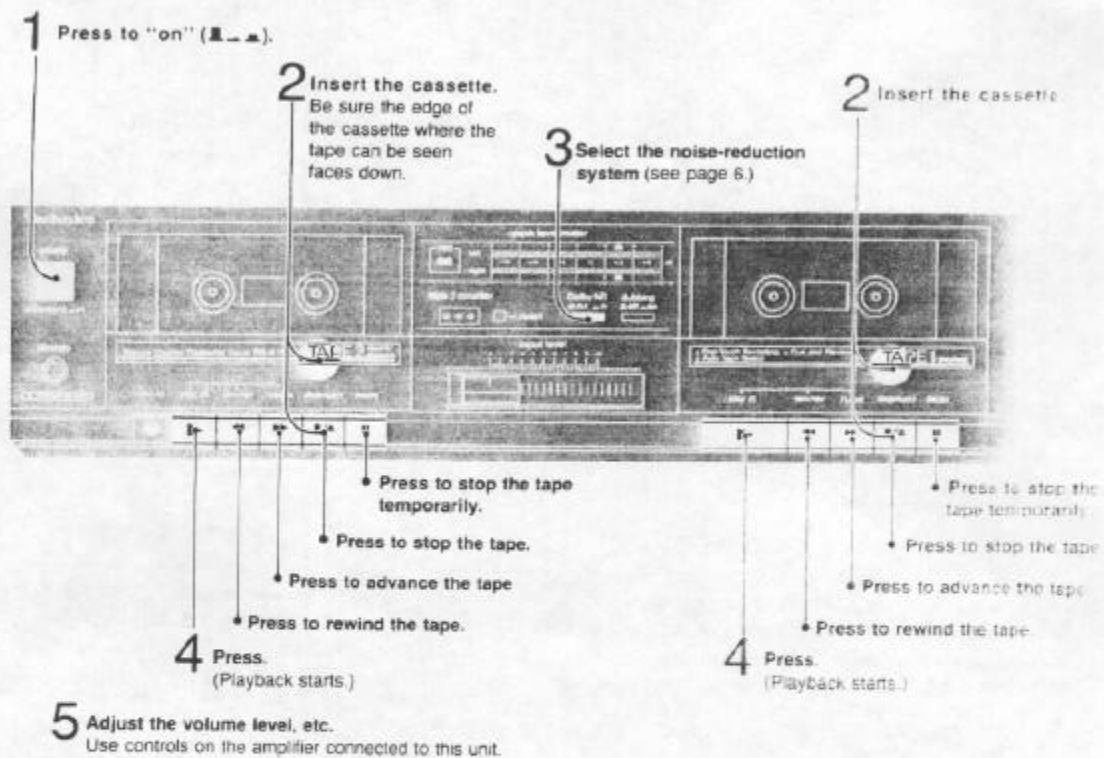 1 Press to "on" ( ).
2 Insert the cassette.
Be sure the edge of
the cassette where the
tape can be seen
faces down.
3 Select the noise-reduction
system (see page 6.)
2 Insert the cassette.
TAPE
TAPE
Press to stop the tape
temporarily.
Press to stop the tape.
Press to advance the tape
Press to rewind the tape.
4 Press.
(Playback starts.)
Press to stop the
tape temporarily.
Press to stop the tape
Press to advance the tape
Press to rewind the tape
4 Press.
(Playback starts.)
5 Adjust the volume level, etc.
Use controls on the amplifier connected to this unit.